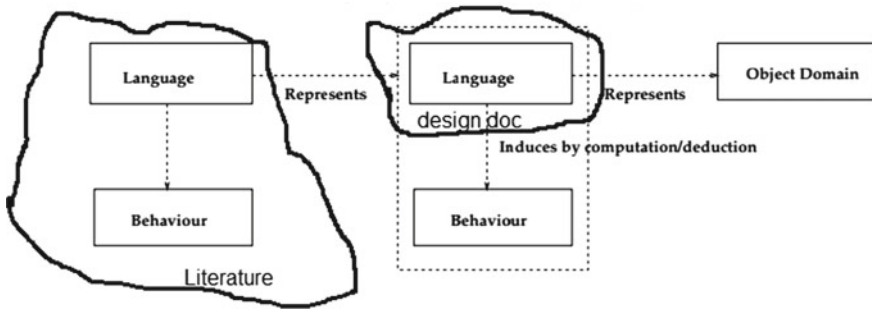 Language
Represents
Language
design doc
Represents
Object Domain
Induces by computation/deduction
Behaviour
Behaviour
Literature